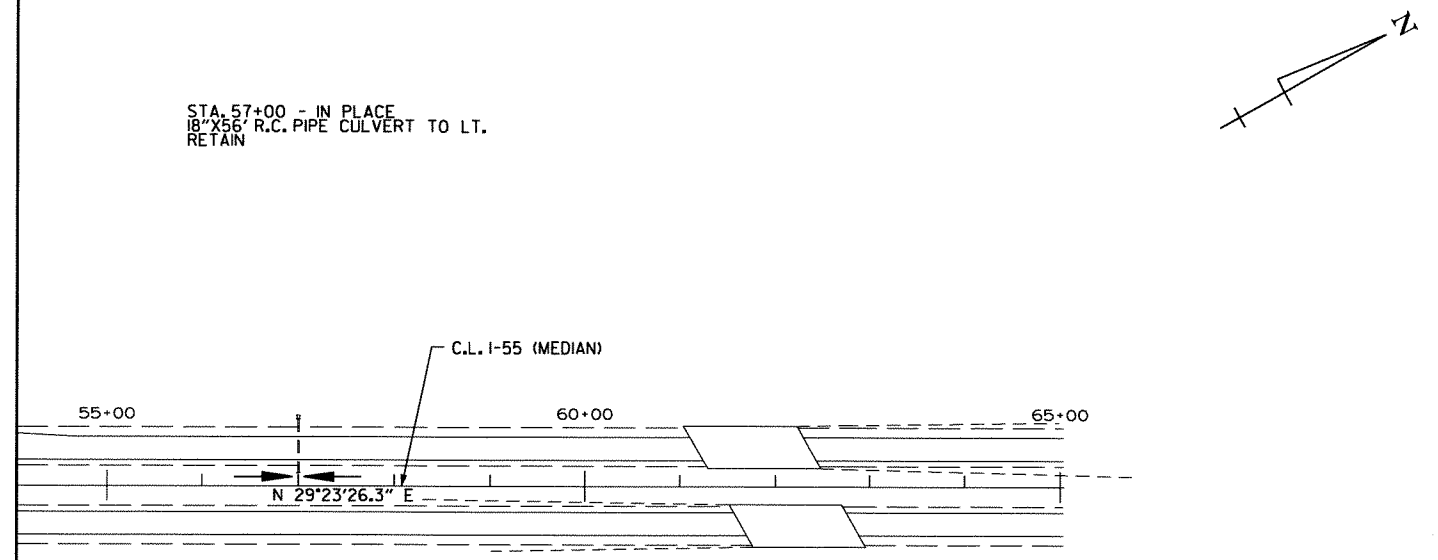 N
STA. 57+00 - IN PLACE
18"X56' R.C. PIPE CULVERT TO LT.
RETAIN
C.L. I-55 (MEDIAN)
55+00
60+00
65+00
N 29°23'26.3" E